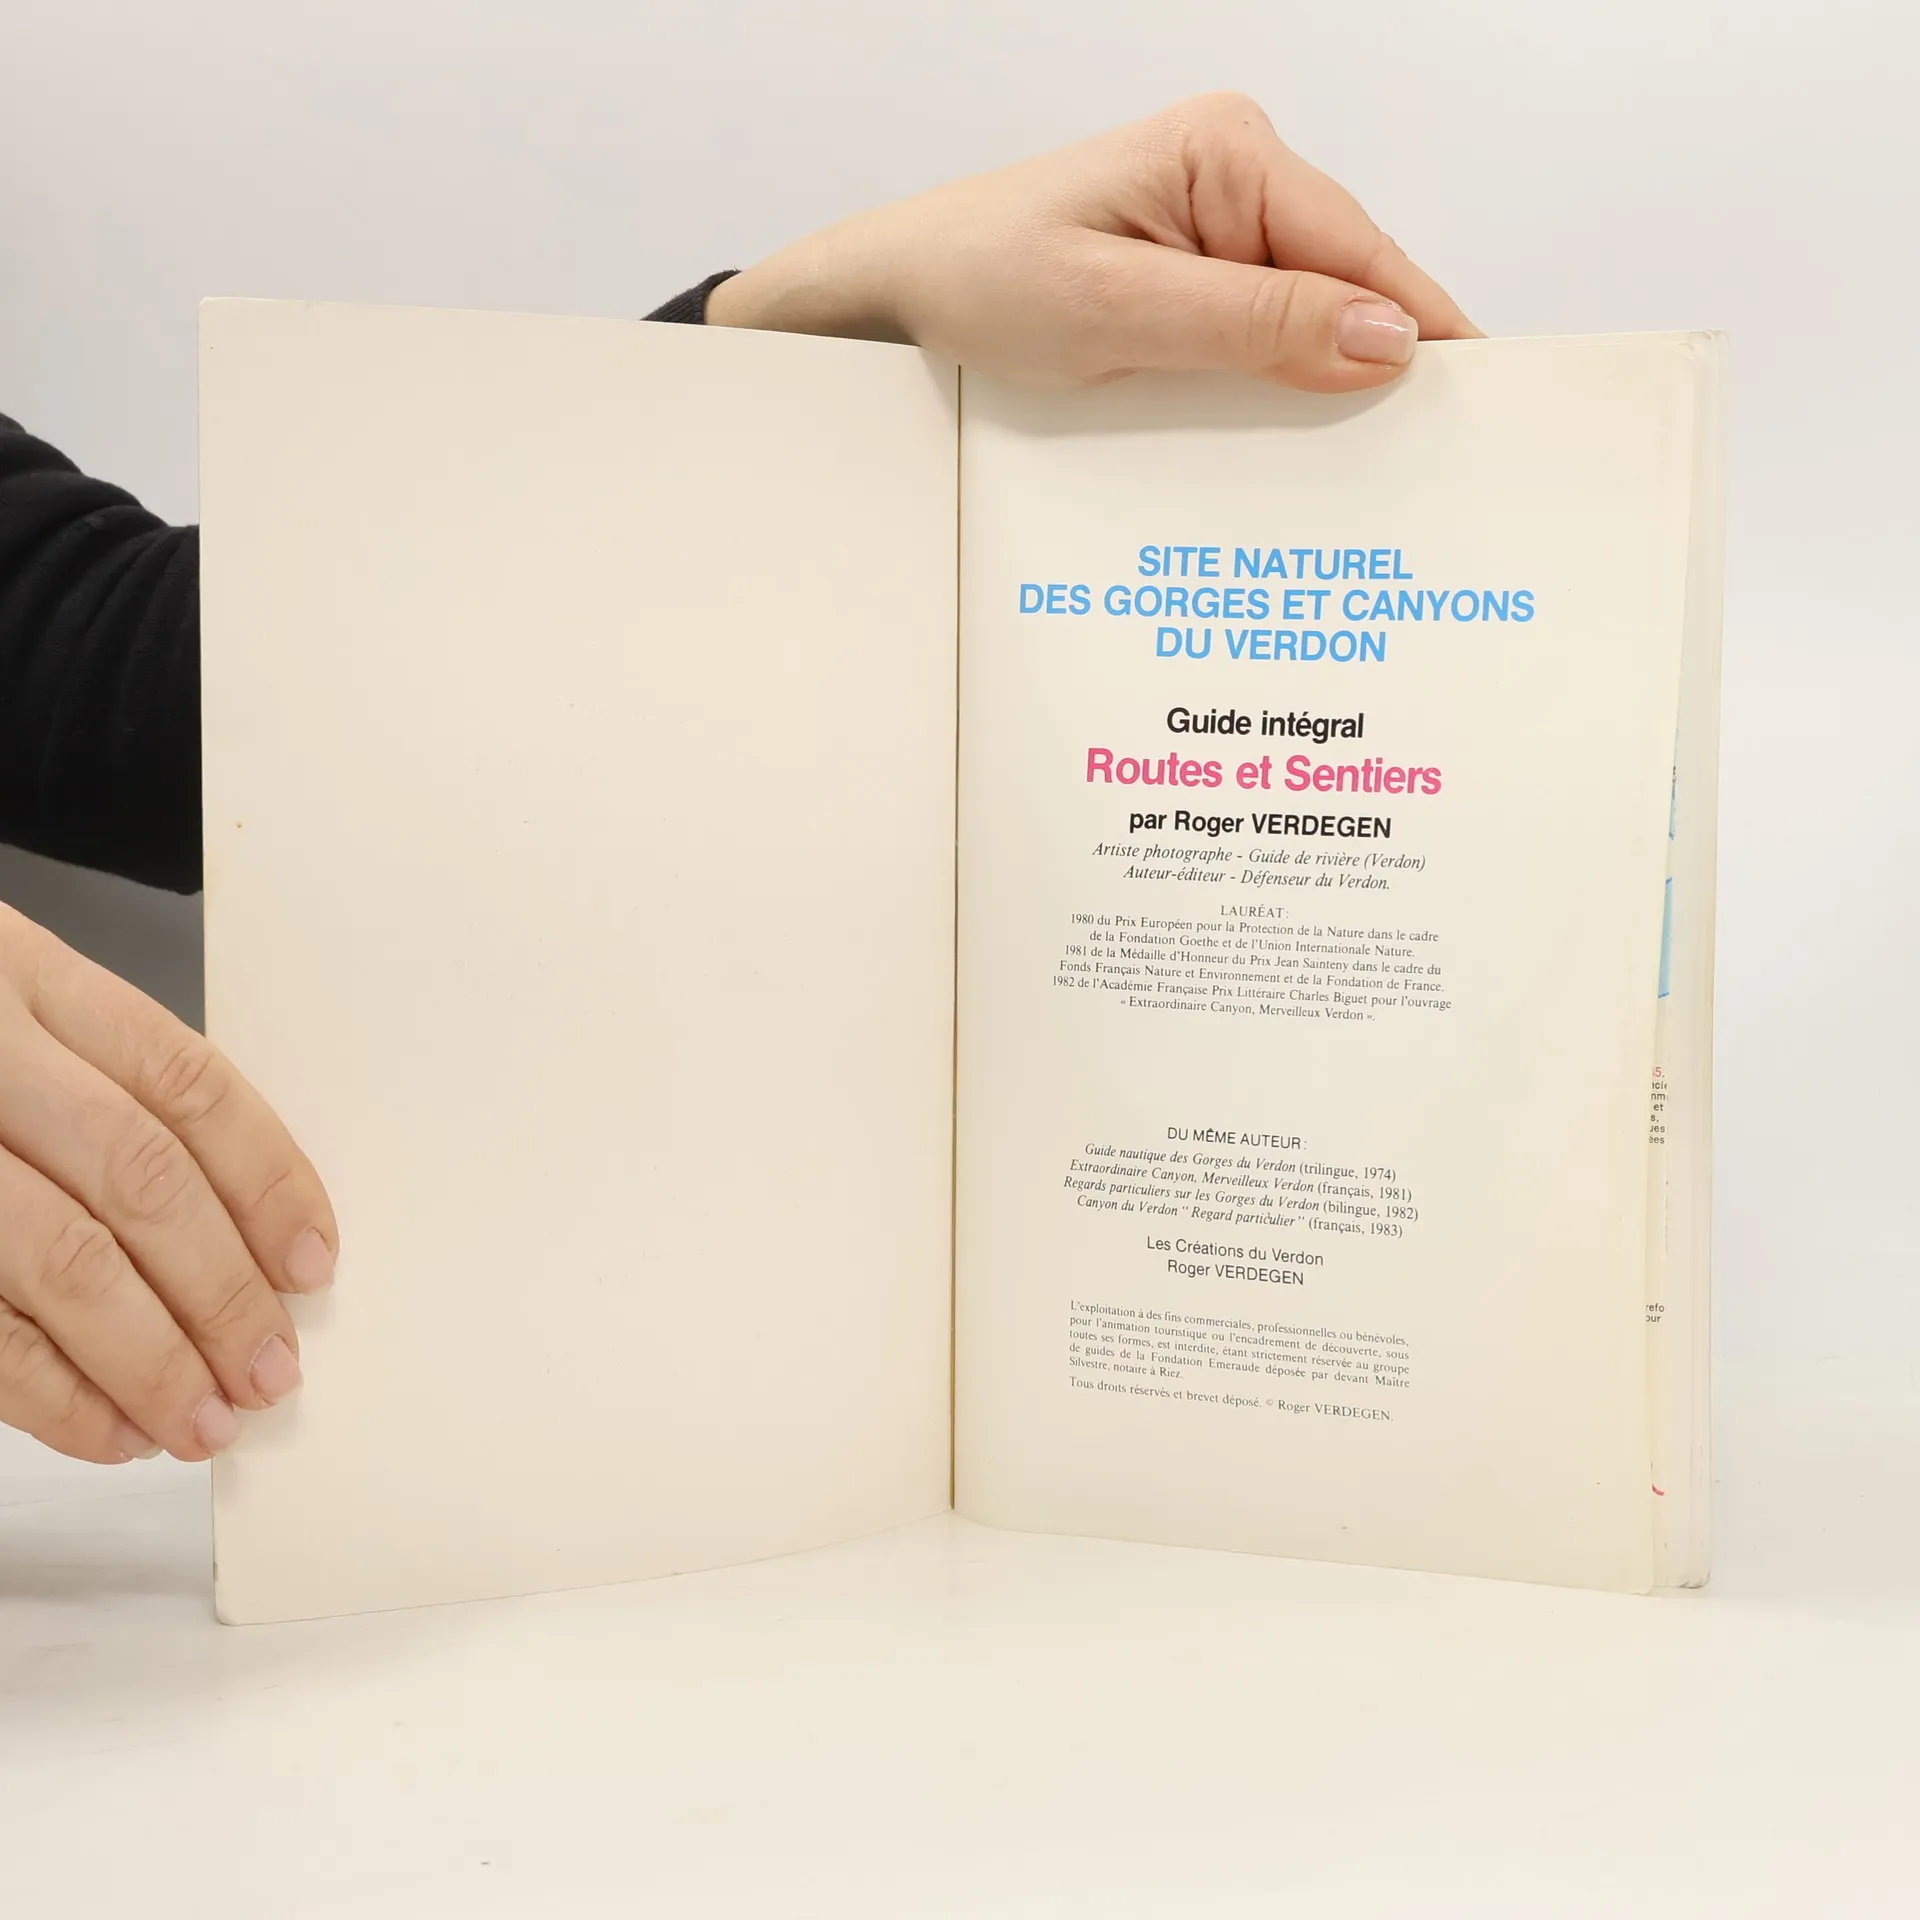 SITE NATUREL
DES GORGES ET CANYONS
DU VERDON
Guide intégral
Routes et Sentiers
par Roger VERDEGEN
Artiste photographe - Guide de rivière (Verdon)
Auteur-éditeur - Défenseur du Verdon.
LAURÉAT:
1980 du Prix Européen pour la Protection de la Nature dans le cadre
de la Fondation Goethe et de l'Union Internationale Nature.
1981 de la Médaille d'Honneur du Prix Jean Sainteny dans le cadre du
Fonds Français Nature et Environnement et de la Fondation de France.
1982 de l'Académie Française Prix Littéraire Charles Biguet pour l'ouvrage
« Extraordinaire Canyon, Merveilleux Verdon ».
DU MÊME AUTEUR:
Guide nautique des Gorges du Verdon (trilingue, 1974)
Extraordinaire Canyon, Merveilleux Verdon (français, 1981)
Regards particuliers sur les Gorges du Verdon (bilingue, 1982)
Canyon du Verdon "Regard particulier" (français, 1983)
Les Créations du Verdon
Roger VERDEGEN
L'exploitation à des fins commerciales, professionnelles ou bénévoles,
pour l'animation touristique ou l'encadrement de découverte, sous
toutes ses formes, est interdite, étant strictement réservée au groupe
de guides de la Fondation Emeraude déposée par devant Maître
Silvestre, notaire à Riez.
Tous droits réservés et brevet déposé. © Roger VERDEGEN.